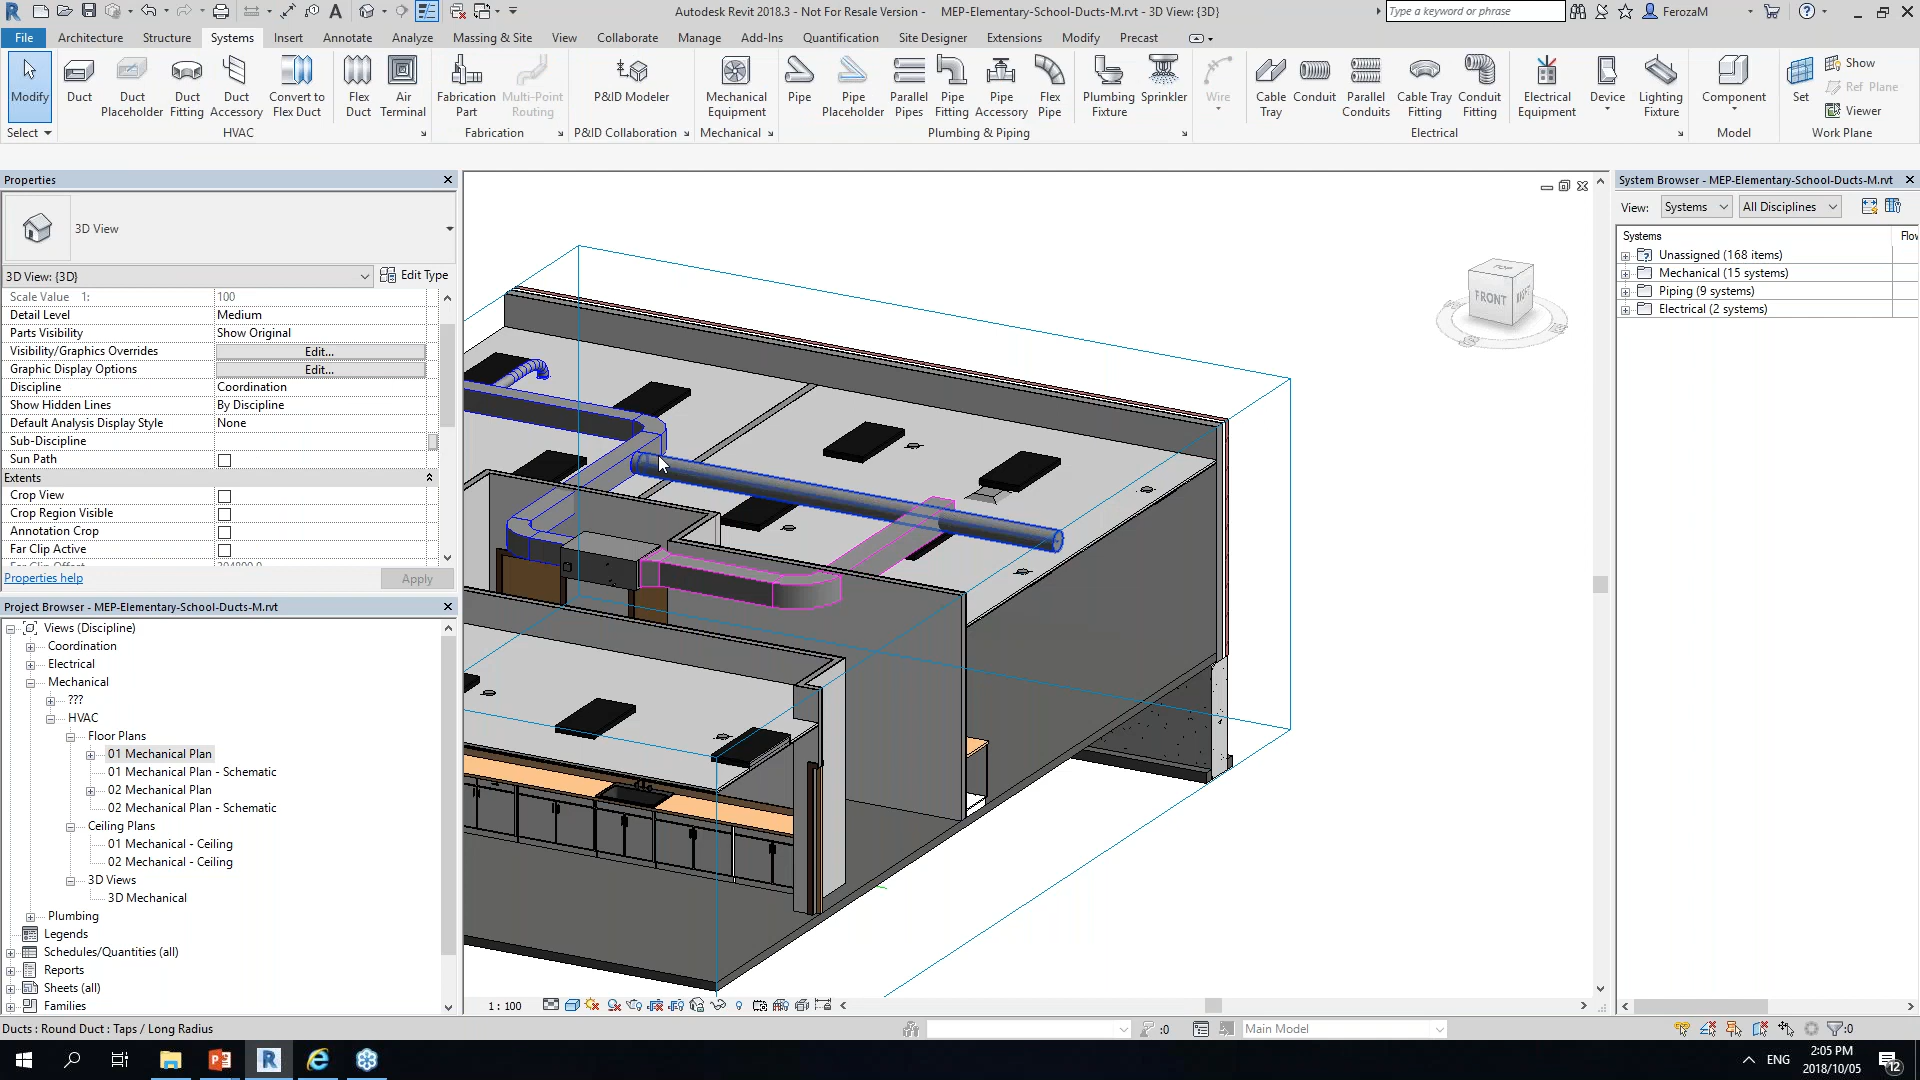 Autodesk Revit 2018.3 - Not For Resale Version - MEP-Elementary-School-Ducts-M.rvt - 3D View: {3D}
Type a keyword or phrase
FerozaM
File Architecture Structure Systems Insert Annotate Analyze Massing & Site View Collaborate Manage Add-Ins Quantification Site Designer Extensions Modify Precast
Modify
Duct
Duct Placeholder
Duct Fitting
Duct Accessory
Convert to Flex Duct
Flex Duct
Air Terminal
Fabrication Part
Multi-Point Routing
P&ID Modeler
Mechanical Equipment
Pipe
Pipe Placeholder
Parallel Pipes
Pipe Fitting
Pipe Accessory
Flex Pipe
Plumbing Fixture
Sprinkler
Wire
Cable Tray
Conduit
Parallel Conduits
Cable Tray Fitting
Conduit Fitting
Electrical Equipment
Device
Lighting Fixture
Component
Set
Show
Ref Plane
Viewer
Select HVAC Fabrication P&ID Collaboration Mechanical Plumbing & Piping Electrical Model Work Plane
Properties
3D View
3D View: {3D} Edit Type
Scale Value 1: 100
Detail Level Medium
Parts Visibility Show Original
Visibility/Graphics Overrides Edit...
Graphic Display Options Edit...
Discipline Coordination
Show Hidden Lines By Discipline
Default Analysis Display Style None
Sub-Discipline
Sun Path
Extents
Crop View
Crop Region Visible
Annotation Crop
Far Clip Active
Properties help Apply
Project Browser - MEP-Elementary-School-Ducts-M.rvt
Views (Discipline)
Coordination
Electrical
Mechanical
???
HVAC
Floor Plans
01 Mechanical Plan
01 Mechanical Plan - Schematic
02 Mechanical Plan
02 Mechanical Plan - Schematic
Ceiling Plans
01 Mechanical - Ceiling
02 Mechanical - Ceiling
3D Views
3D Mechanical
Plumbing
Legends
Schedules/Quantities (all)
Reports
Sheets (all)
Families
FRONT
1 : 100
System Browser - MEP-Elementary-School-Ducts-M.rvt
View: Systems All Disciplines
Systems Flow
Unassigned (168 items)
Mechanical (15 systems)
Piping (9 systems)
Electrical (2 systems)
Ducts : Round Duct : Taps / Long Radius
:0
Main Model
:0
ENG
2:05 PM
2018/10/05
12